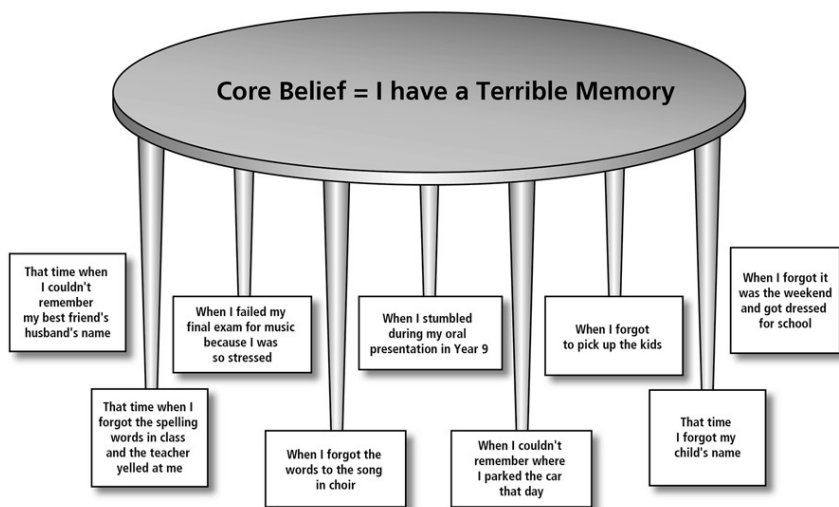 Core Belief = I have a Terrible Memory
That time when
I couldn't
remember
my best friend's
husband's name
When I failed my
final exam for music
because I was
so stressed
When I stumbled
during my oral
presentation in Year 9
When I forgot
to pick up the kids
When I forgot it
was the weekend
and got dressed
for school
That time when I
forgot the spelling
words in class
and the teacher
yelled at me
When I forgot the
words to the song
in choir
When I couldn't
remember where
I parked the car
that day
That time
I forgot my
child's name